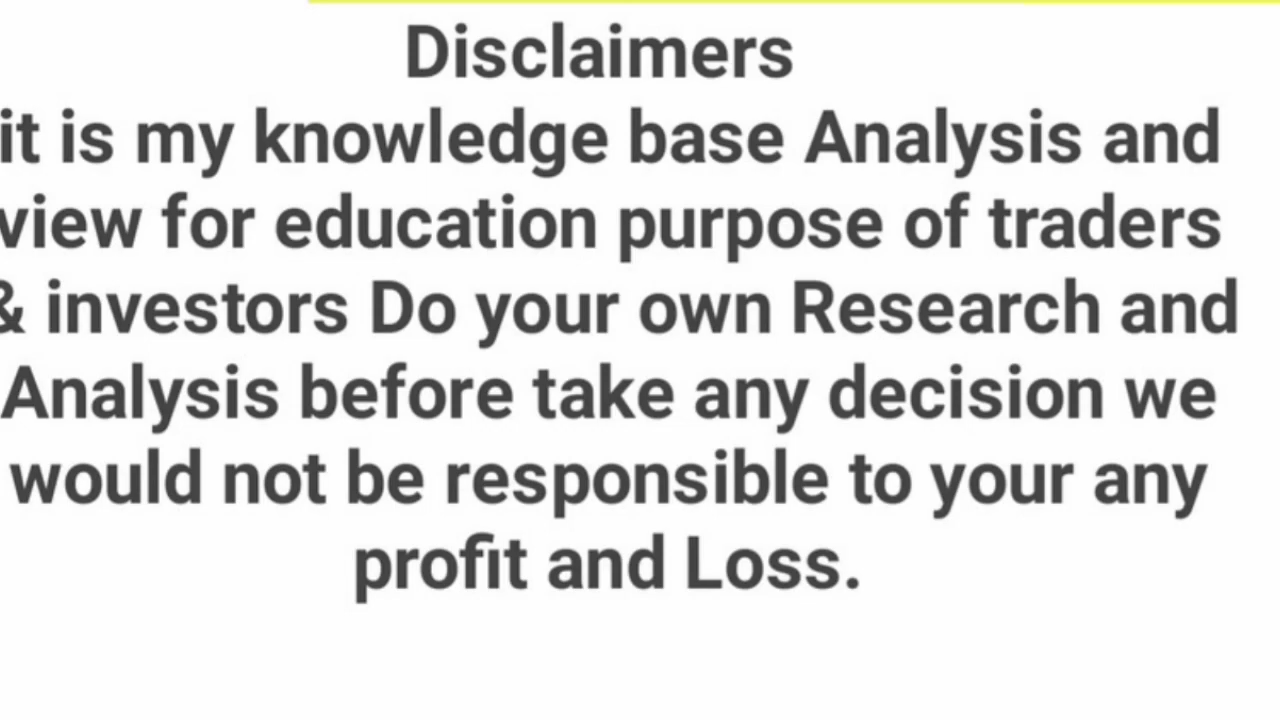 Disclaimers
it is my knowledge base Analysis and
view for education purpose of traders
& investors Do your own Research and
Analysis before take any decision we
would not be responsible to your any
profit and Loss.